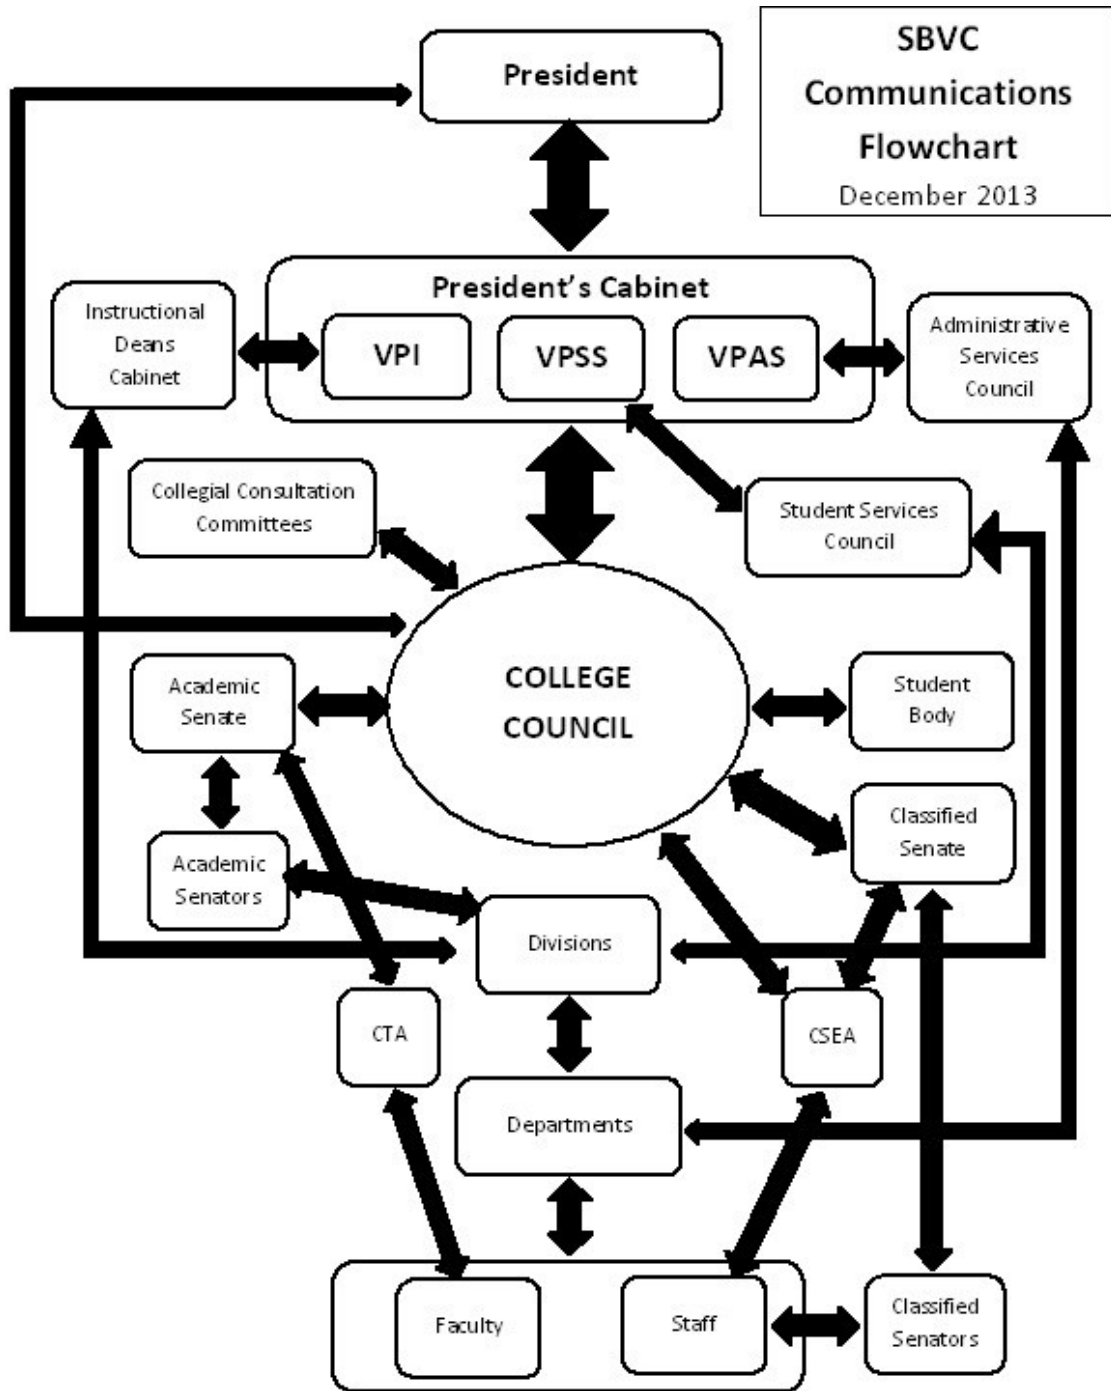 SBVC
Communications
Flowchart
December 2013
President
President's Cabinet
Instructional
Deans
Cabinet
VPI
VPSS
VPAS
Administrative
Services
Council
Collegial Consultation
Committees
Student Services
Council
COLLEGE
COUNCIL
Academic
Senate
Student
Body
Classified
Senate
Academic
Senators
Divisions
CTA
CSEA
Departments
Faculty
Staff
Classified
Senators